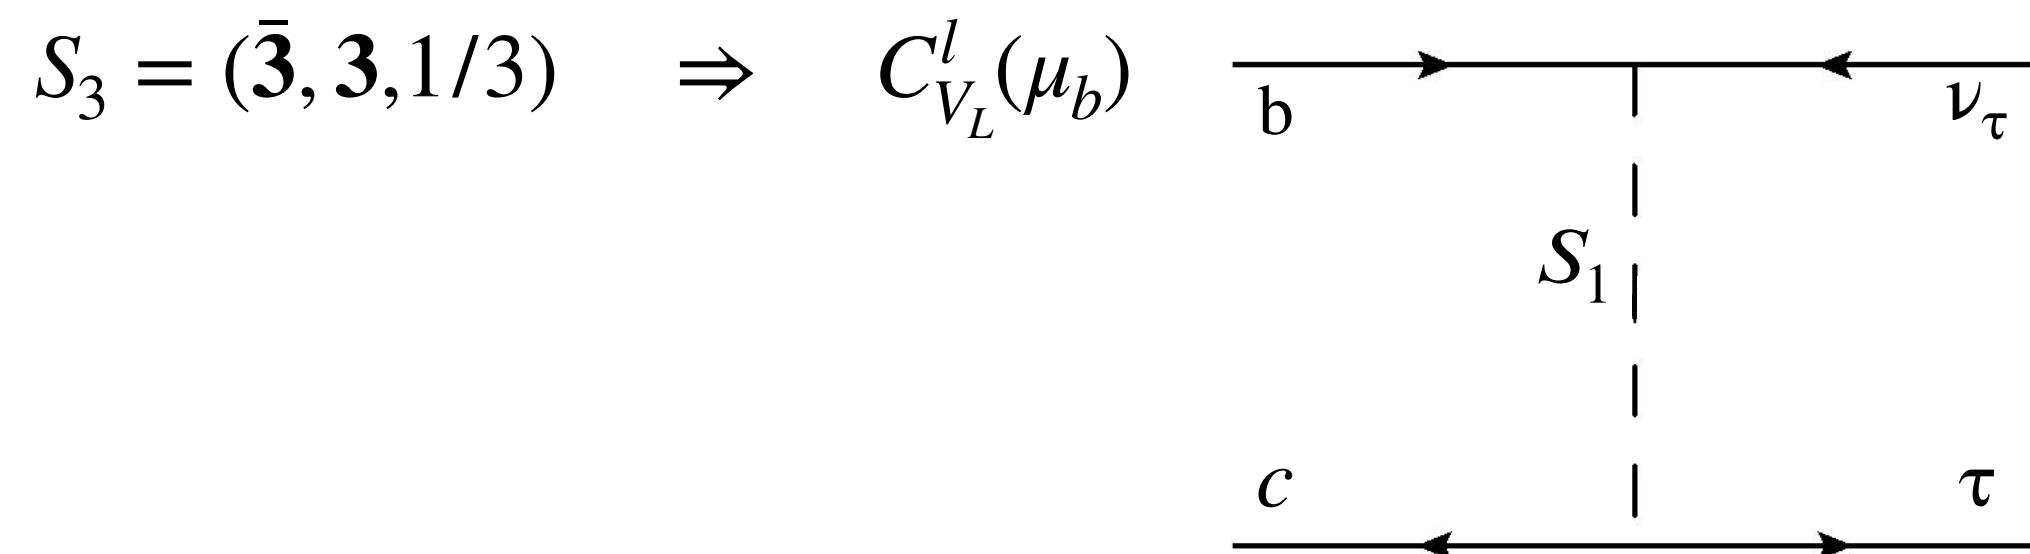 S₃ = (3̄, 3, 1/3) ⇒ C^l_{V_L}(μ_b)
b ν_τ
S₁
c τ